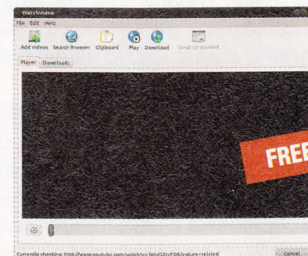 WatchVideo
File Edit Help
Add Videos Search Browser Clipboard Play Download
Player Downloads
FREE
Currently checking:
Cancel